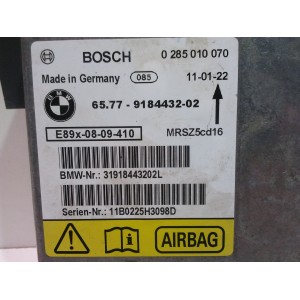 BOSCH 0 285 010 070
Made in Germany 085 11-01-22
65.77 - 9184432-02
E89x-08-09-410 MRSZ5cd16
BMW-Nr.: 31918443202L
Serien-Nr.: 11B0225H3098D
AIRBAG